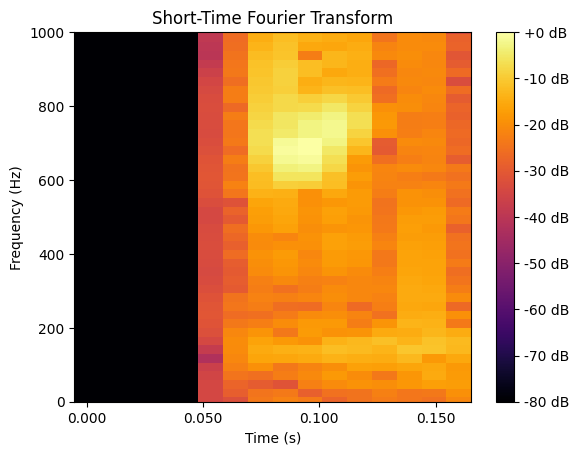 Short-Time Fourier Transform
1000
800
600
400
200
0
Frequency (Hz)
0.000
0.050
0.100
0.150
Time (s)
+0 dB
-10 dB
-20 dB
-30 dB
-40 dB
-50 dB
-60 dB
-70 dB
-80 dB